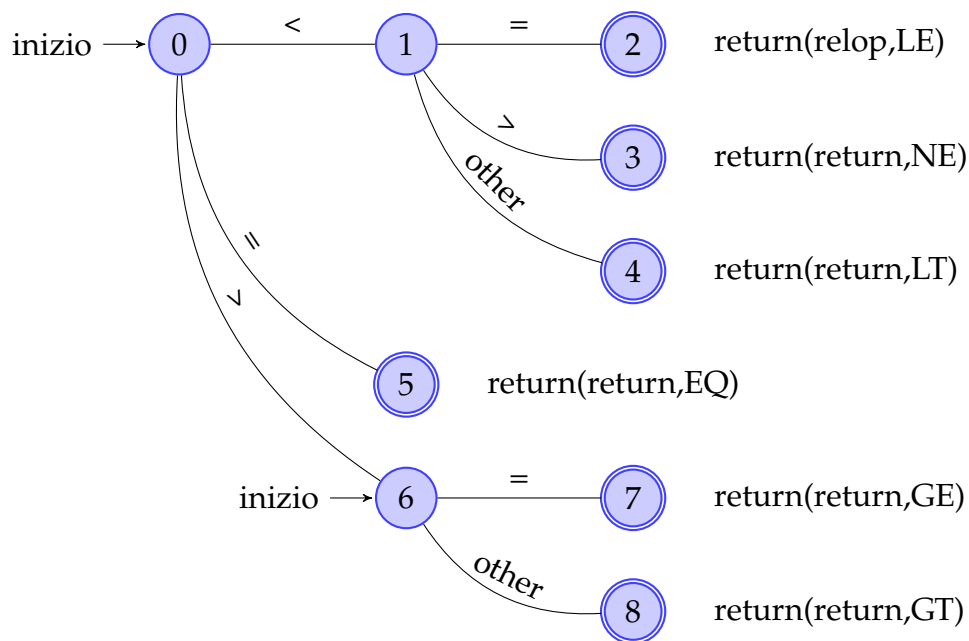 inizio 0 < 1 = 2 return(relop,LE)
> 3 return(return,NE)
other 4 return(return,LT)
= 5 return(return,EQ)
> inizio 6 = 7 return(return,GE)
other 8 return(return,GT)